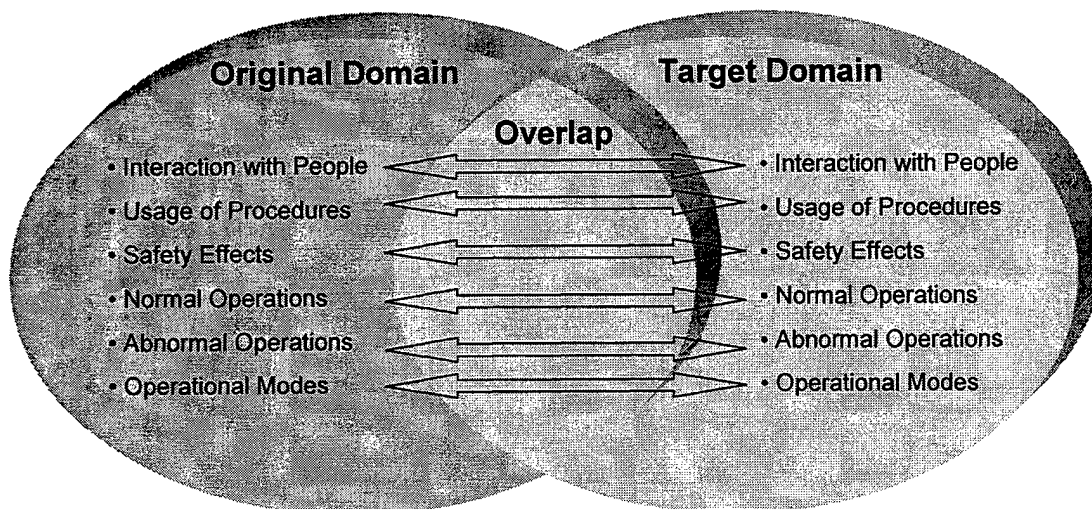 Original Domain
Target Domain
Overlap
• Interaction with People
• Usage of Procedures
• Safety Effects
• Normal Operations
• Abnormal Operations
• Operational Modes
• Interaction with People
• Usage of Procedures
• Safety Effects
• Normal Operations
• Abnormal Operations
• Operational Modes